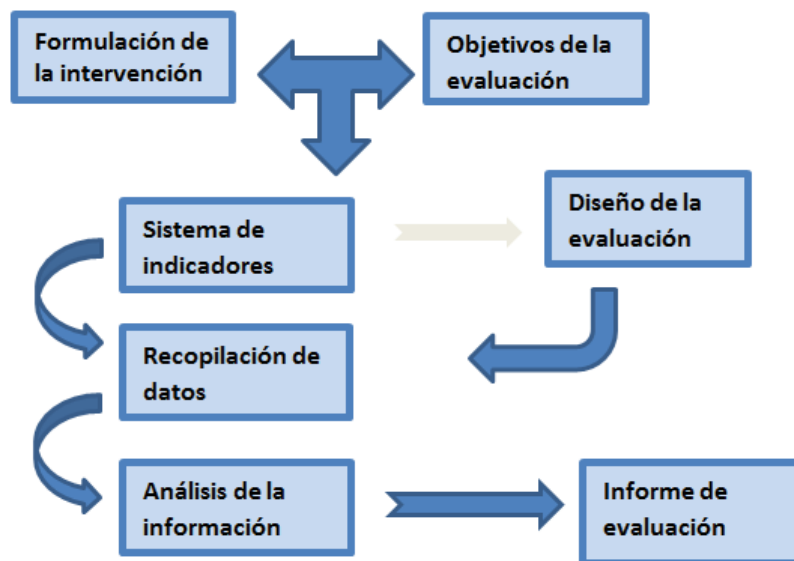 Formulación de
la intervención
Objetivos de la
evaluación
Sistema de
indicadores
Diseño de la
evaluación
Recopilación de
datos
Análisis de la
información
Informe de
evaluación